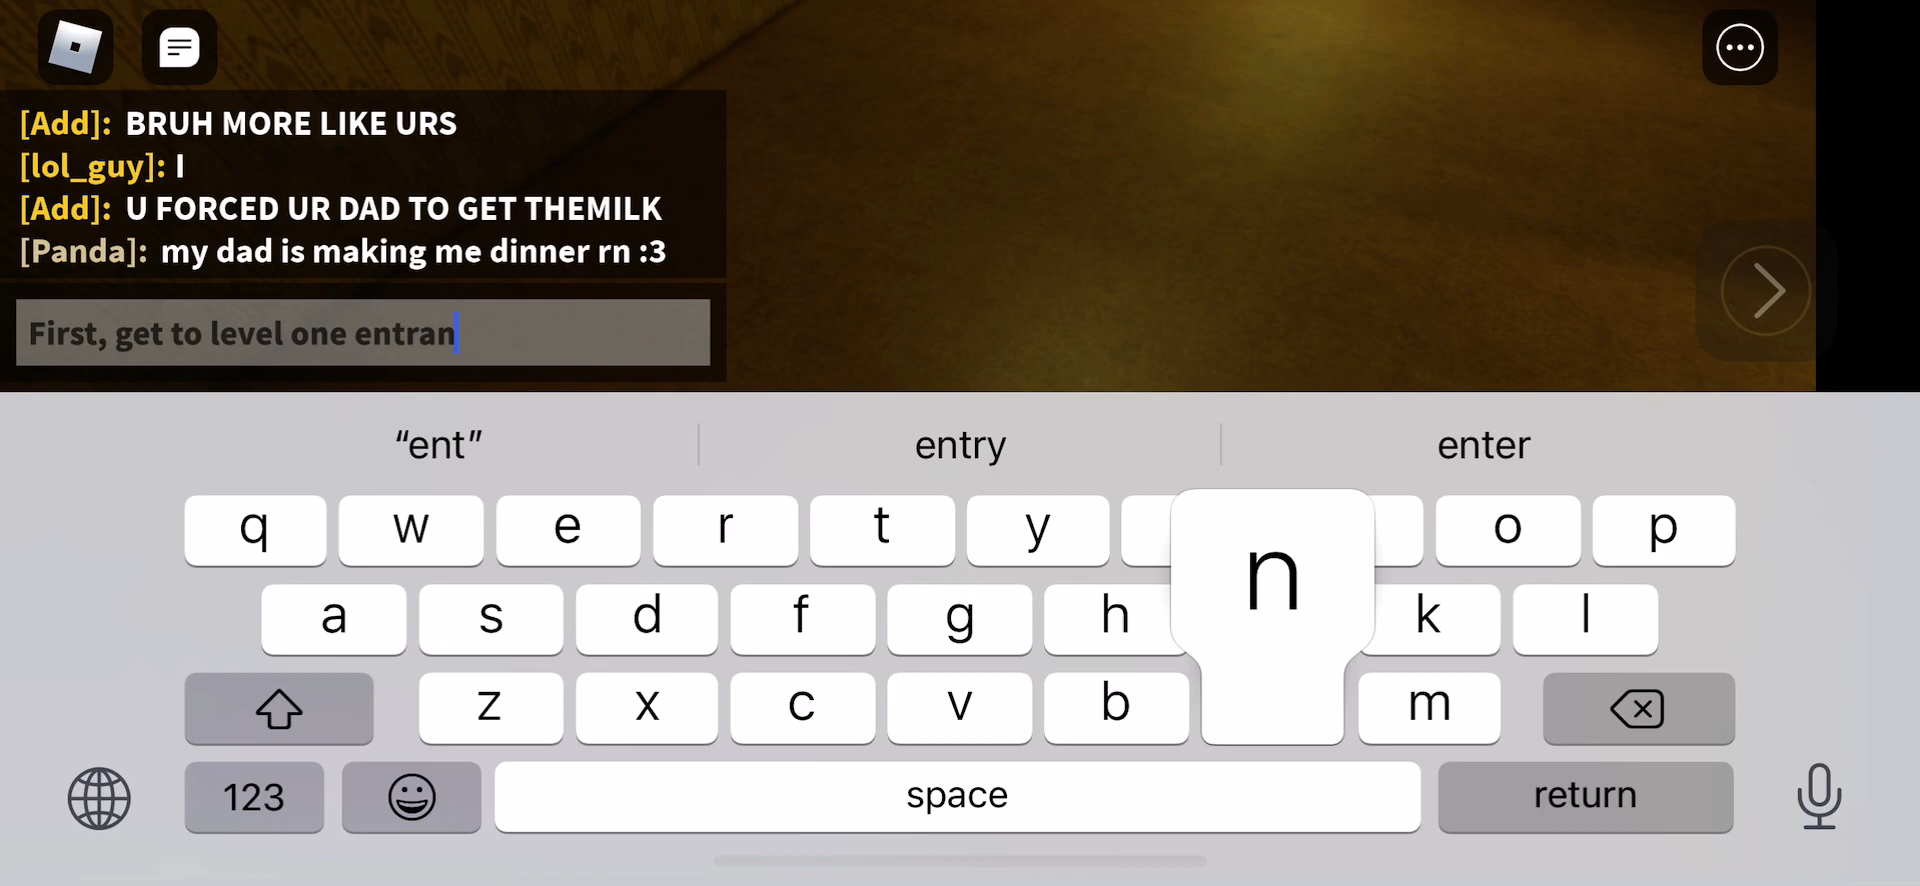 [Add]: BRUH MORE LIKE URS
[lol_guy]: I
[Add]: U FORCED UR DAD TO GET THEMILK
[Panda]: my dad is making me dinner rn :3
First, get to level one entran
“ent” entry enter
q w e r t y o p
a s d f g h k l
z x c v b n m
123 space return